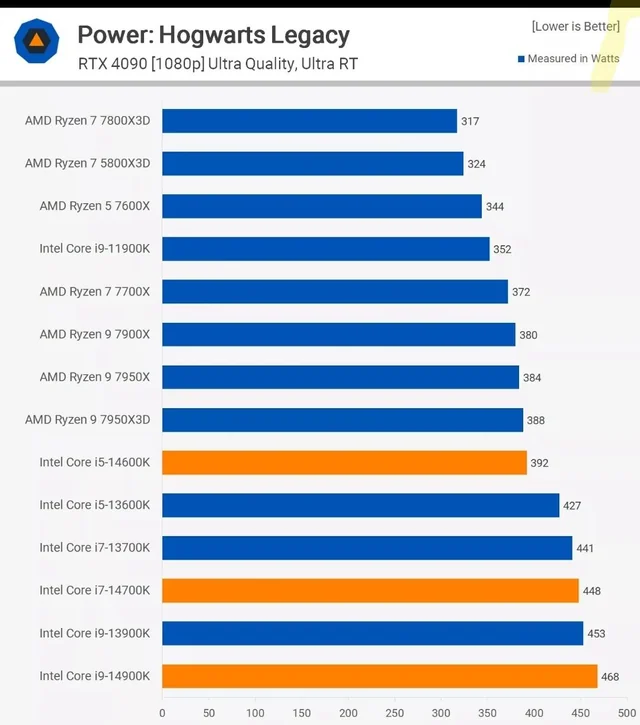 Power: Hogwarts Legacy
[Lower is Better]
RTX 4090 [1080p] Ultra Quality, Ultra RT
Measured in Watts
AMD Ryzen 7 7800X3D 317
AMD Ryzen 7 5800X3D 324
AMD Ryzen 5 7600X 344
Intel Core i9-11900K 352
AMD Ryzen 7 7700X 372
AMD Ryzen 9 7900X 380
AMD Ryzen 9 7950X 384
AMD Ryzen 9 7950X3D 388
Intel Core i5-14600K 392
Intel Core i5-13600K 427
Intel Core i7-13700K 441
Intel Core i7-14700K 448
Intel Core i9-13900K 453
Intel Core i9-14900K 468
0 50 100 150 200 250 300 350 400 450 500